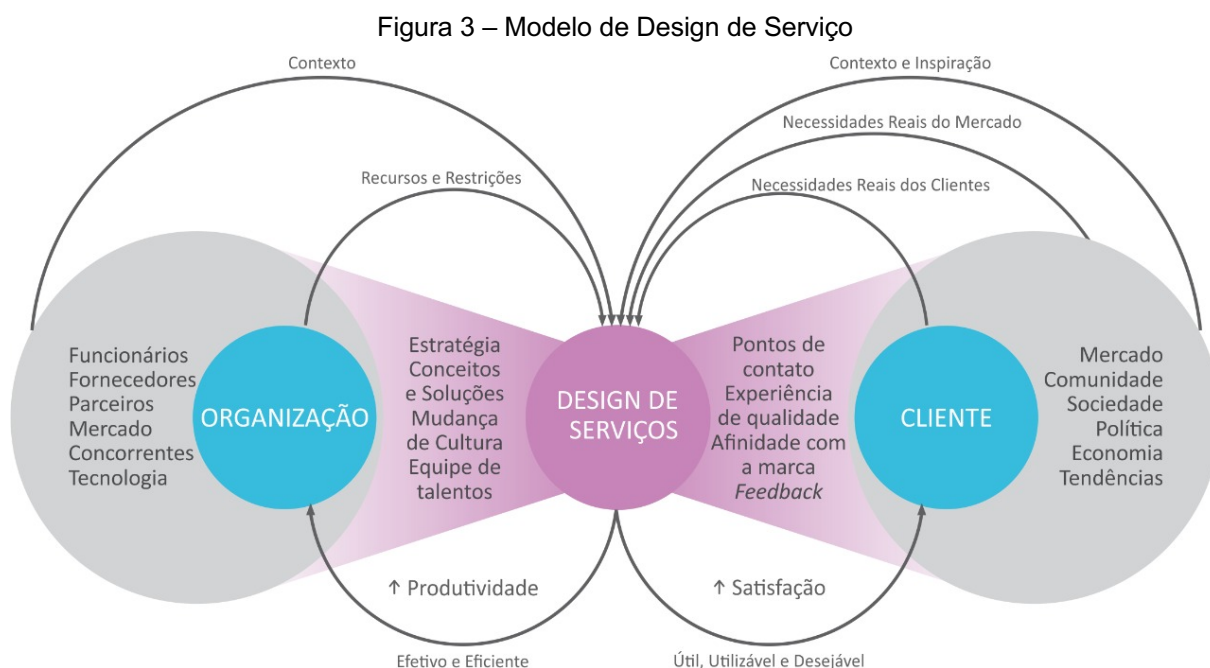 Figura 3 – Modelo de Design de Serviço
Contexto
Contexto e Inspiração
Necessidades Reais do Mercado
Recursos e Restrições
Necessidades Reais dos Clientes
Funcionários
Fornecedores
Parceiros
Mercado
Concorrentes
Tecnologia
ORGANIZAÇÃO
Estratégia
Conceitos
e Soluções
Mudança
de Cultura
Equipe de
talentos
DESIGN DE
SERVIÇOS
Pontos de
contato
Experiência
de qualidade
Afinidade com
a marca
Feedback
CLIENTE
Mercado
Comunidade
Sociedade
Política
Economia
Tendências
↑ Produtividade
↑ Satisfação
Efetivo e Eficiente
Útil, Utilizável e Desejável